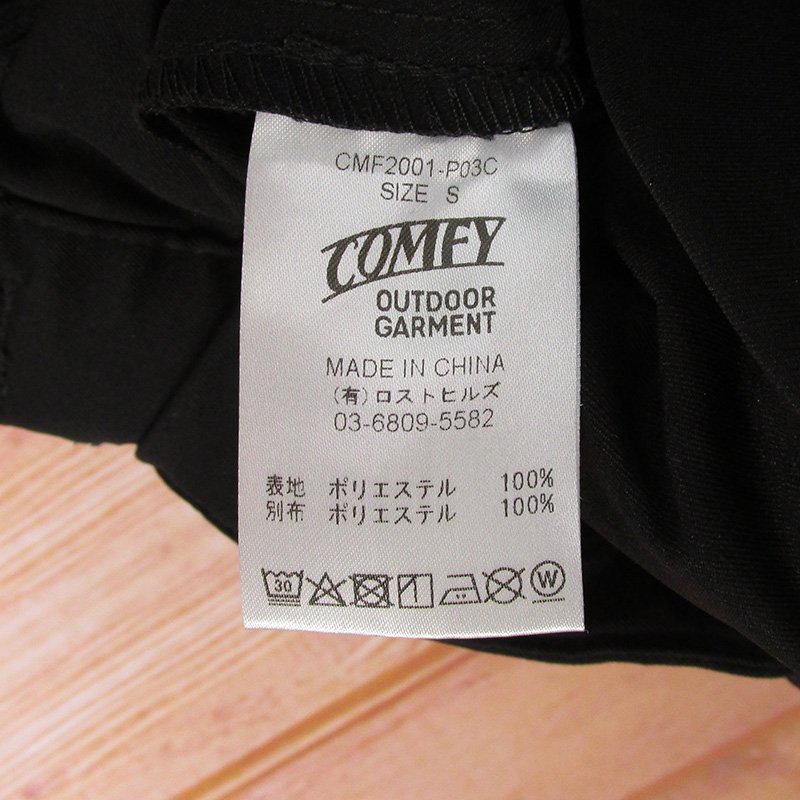 CMF2001-P03C
SIZE S
COMFY
OUTDOOR
GARMENT
MADE IN CHINA
(有)ロストヒルズ
03-6809-5582
表地 ポリエステル 100%
別布 ポリエステル 100%
30 W